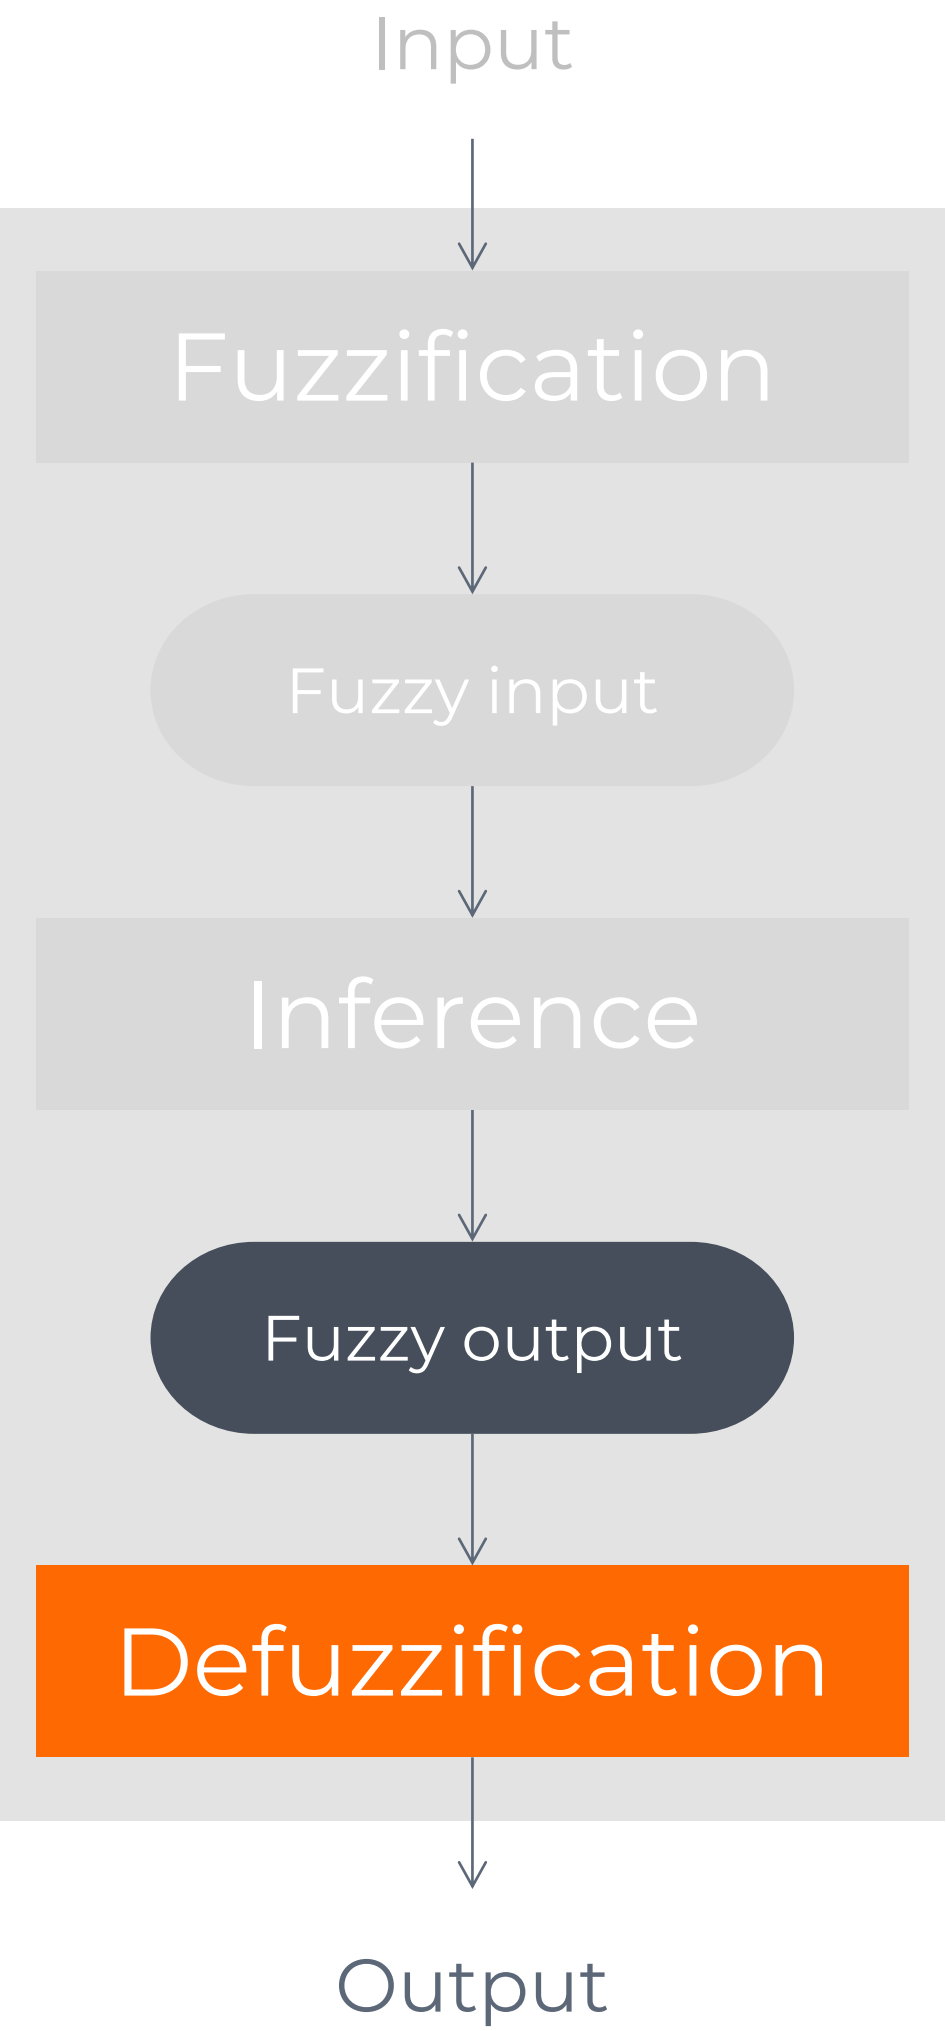 Input
Fuzzification
Fuzzy input
Inference
Fuzzy output
Defuzzification
Output